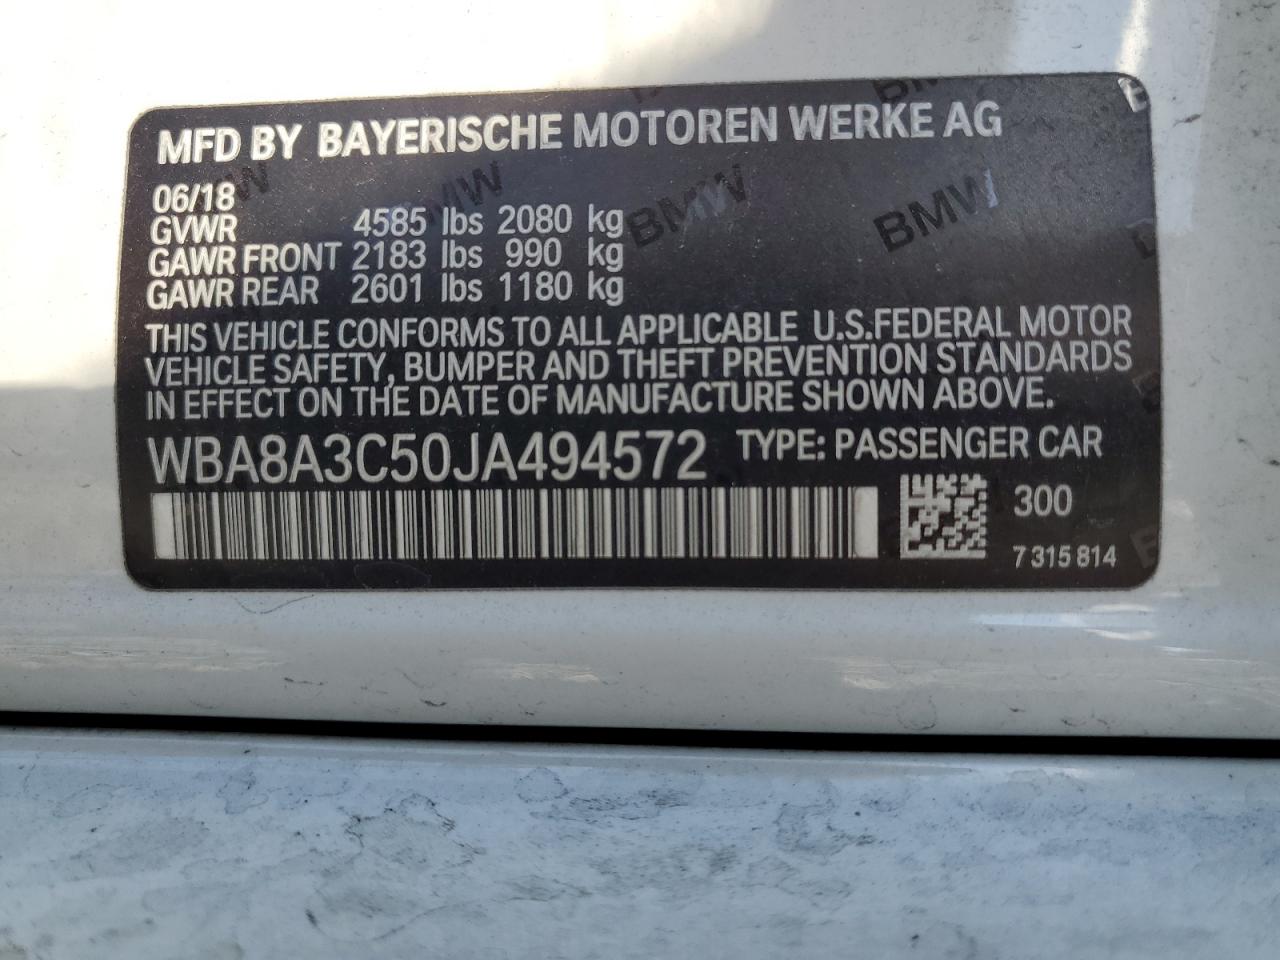 MFD BY BAYERISCHE MOTOREN WERKE AG
06/18
GVWR 4585 lbs 2080 kg
GAWR FRONT 2183 lbs 990 kg
GAWR REAR 2601 lbs 1180 kg
THIS VEHICLE CONFORMS TO ALL APPLICABLE U.S.FEDERAL MOTOR
VEHICLE SAFETY, BUMPER AND THEFT PREVENTION STANDARDS
IN EFFECT ON THE DATE OF MANUFACTURE SHOWN ABOVE.
WBA8A3C50JA494572 TYPE: PASSENGER CAR
300
7 315 814
BMW
BMW
BMW